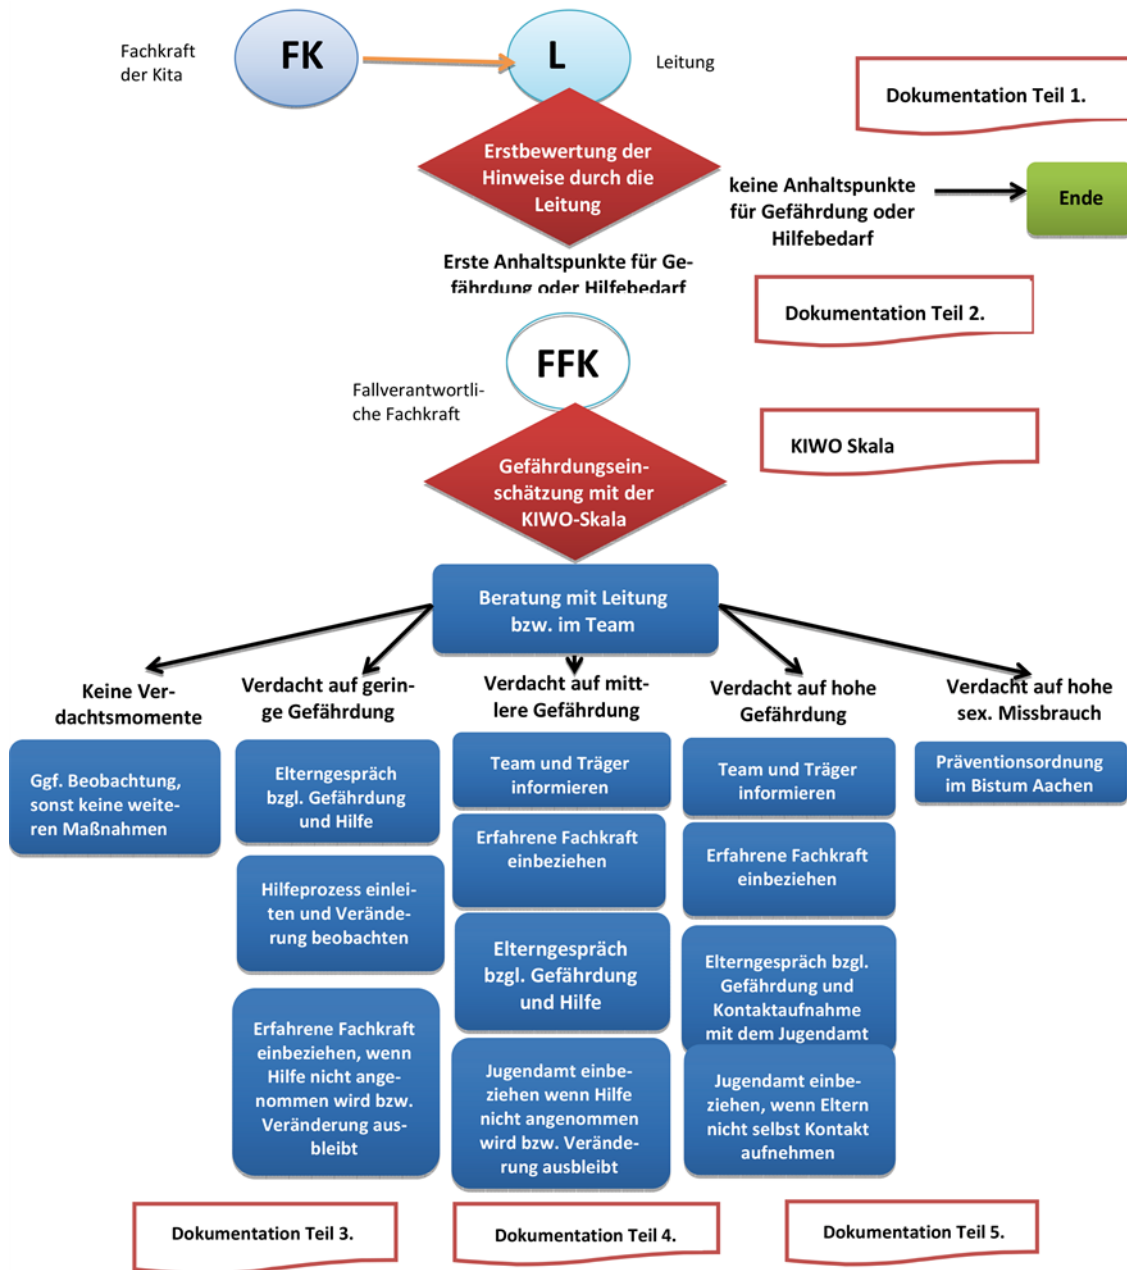 Fachkraft
der Kita
FK
L
Leitung
Dokumentation Teil 1.
Erstbewertung der
Hinweise durch die
Leitung
keine Anhaltspunkte
für Gefährdung oder
Hilfebedarf
Ende
Erste Anhaltspunkte für Ge-
fährdung oder Hilfebedarf
Dokumentation Teil 2.
FFK
Fallverantwortli-
che Fachkraft
KIWO Skala
Gefährdungsein-
schätzung mit der
KIWO-Skala
Beratung mit Leitung
bzw. im Team
Keine Ver-
dachtsmomente
Ggf. Beobachtung,
sonst keine weite-
ren Maßnahmen
Verdacht auf gerin-
ge Gefährdung
Elterngespräch
bzgl. Gefährdung
und Hilfe
Hilfeprozess einlei-
ten und Verände-
rung beobachten
Erfahrene Fachkraft
einbeziehen, wenn
Hilfe nicht ange-
nommen wird bzw.
Veränderung aus-
bleibt
Verdacht auf mitt-
lere Gefährdung
Team und Träger
informieren
Erfahrene Fachkraft
einbeziehen
Elterngespräch
bzgl. Gefährdung
und Hilfe
Jugendamt einbe-
ziehen wenn Hilfe
nicht angenommen
wird bzw. Verände-
rung ausbleibt
Verdacht auf hohe
Gefährdung
Team und Träger
informieren
Erfahrene Fachkraft
einbeziehen
Elterngespräch bzgl.
Gefährdung und
Kontaktaufnahme
mit dem Jugendamt
Jugendamt einbe-
ziehen, wenn Eltern
nicht selbst Kontakt
aufnehmen
Verdacht auf hohe
sex. Missbrauch
Präventionsordnung
im Bistum Aachen
Dokumentation Teil 3.
Dokumentation Teil 4.
Dokumentation Teil 5.